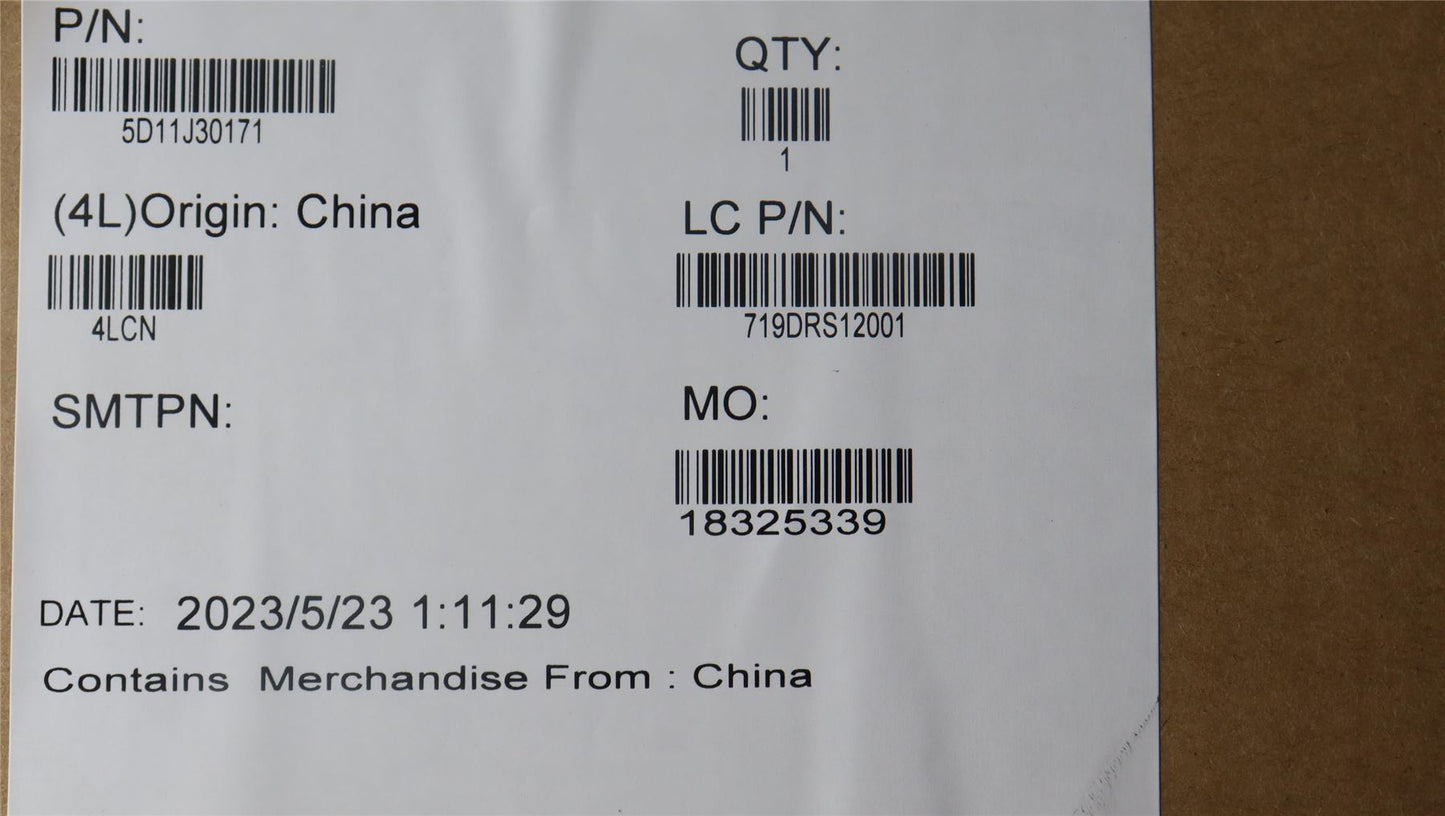 P/N:
5D11J30171
QTY:
1
(4L)Origin: China
4LCN
LC P/N:
719DRS12001
SMTPN:
MO:
18325339
DATE: 2023/5/23 1:11:29
Contains Merchandise From : China